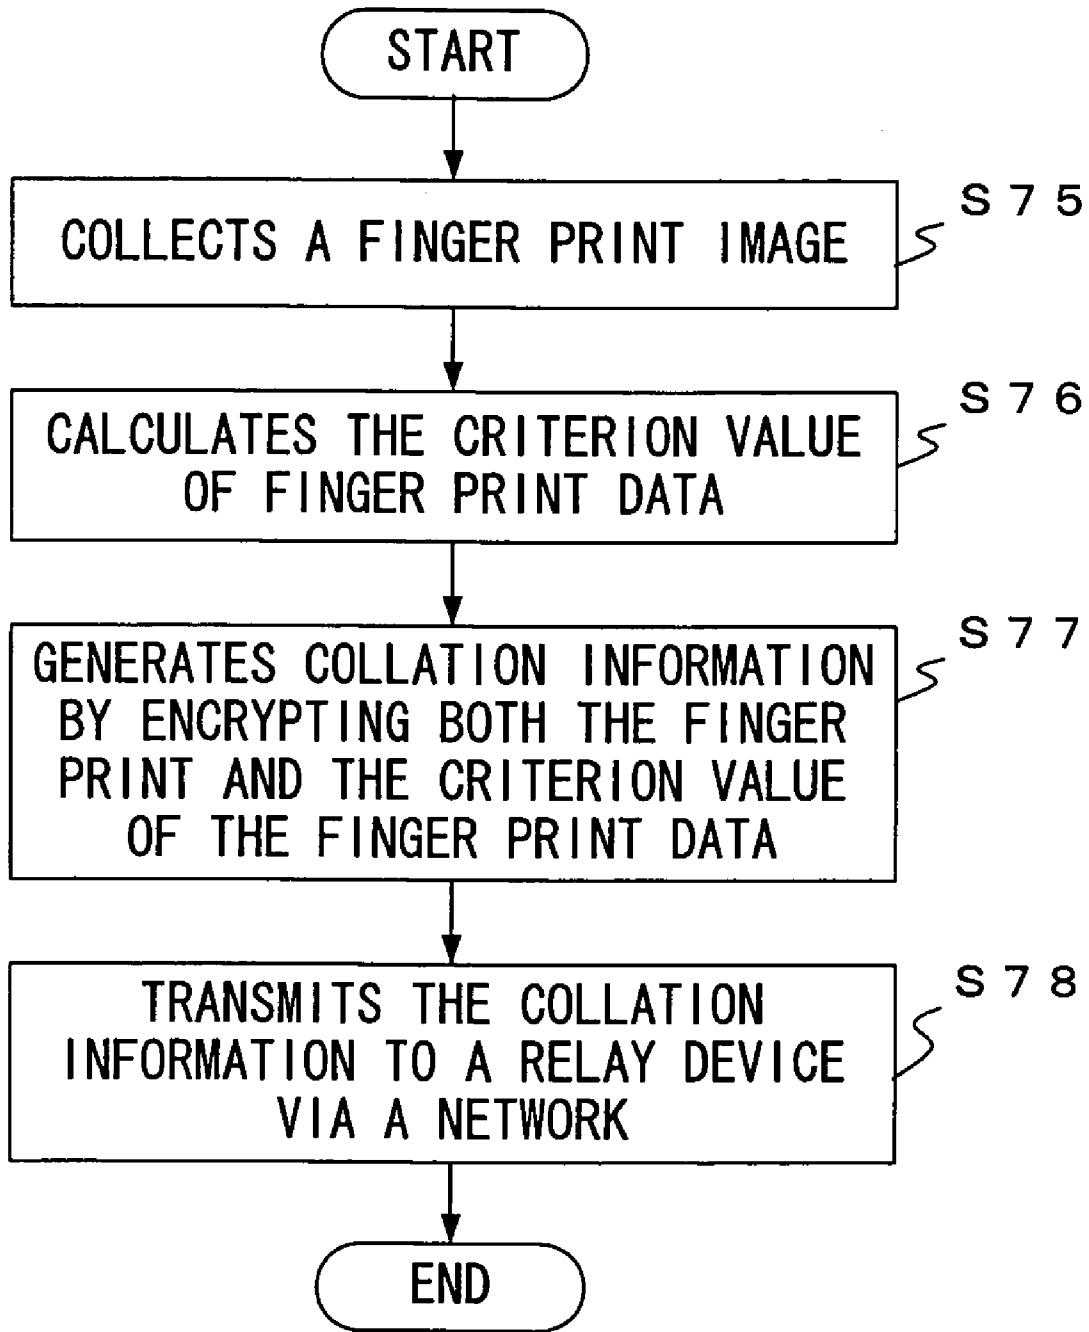 START
COLLECTS A FINGER PRINT IMAGE
S75
CALCULATES THE CRITERION VALUE
OF FINGER PRINT DATA
S76
GENERATES COLLATION INFORMATION
BY ENCRYPTING BOTH THE FINGER
PRINT AND THE CRITERION VALUE
OF THE FINGER PRINT DATA
S77
TRANSMITS THE COLLATION
INFORMATION TO A RELAY DEVICE
VIA A NETWORK
S78
END